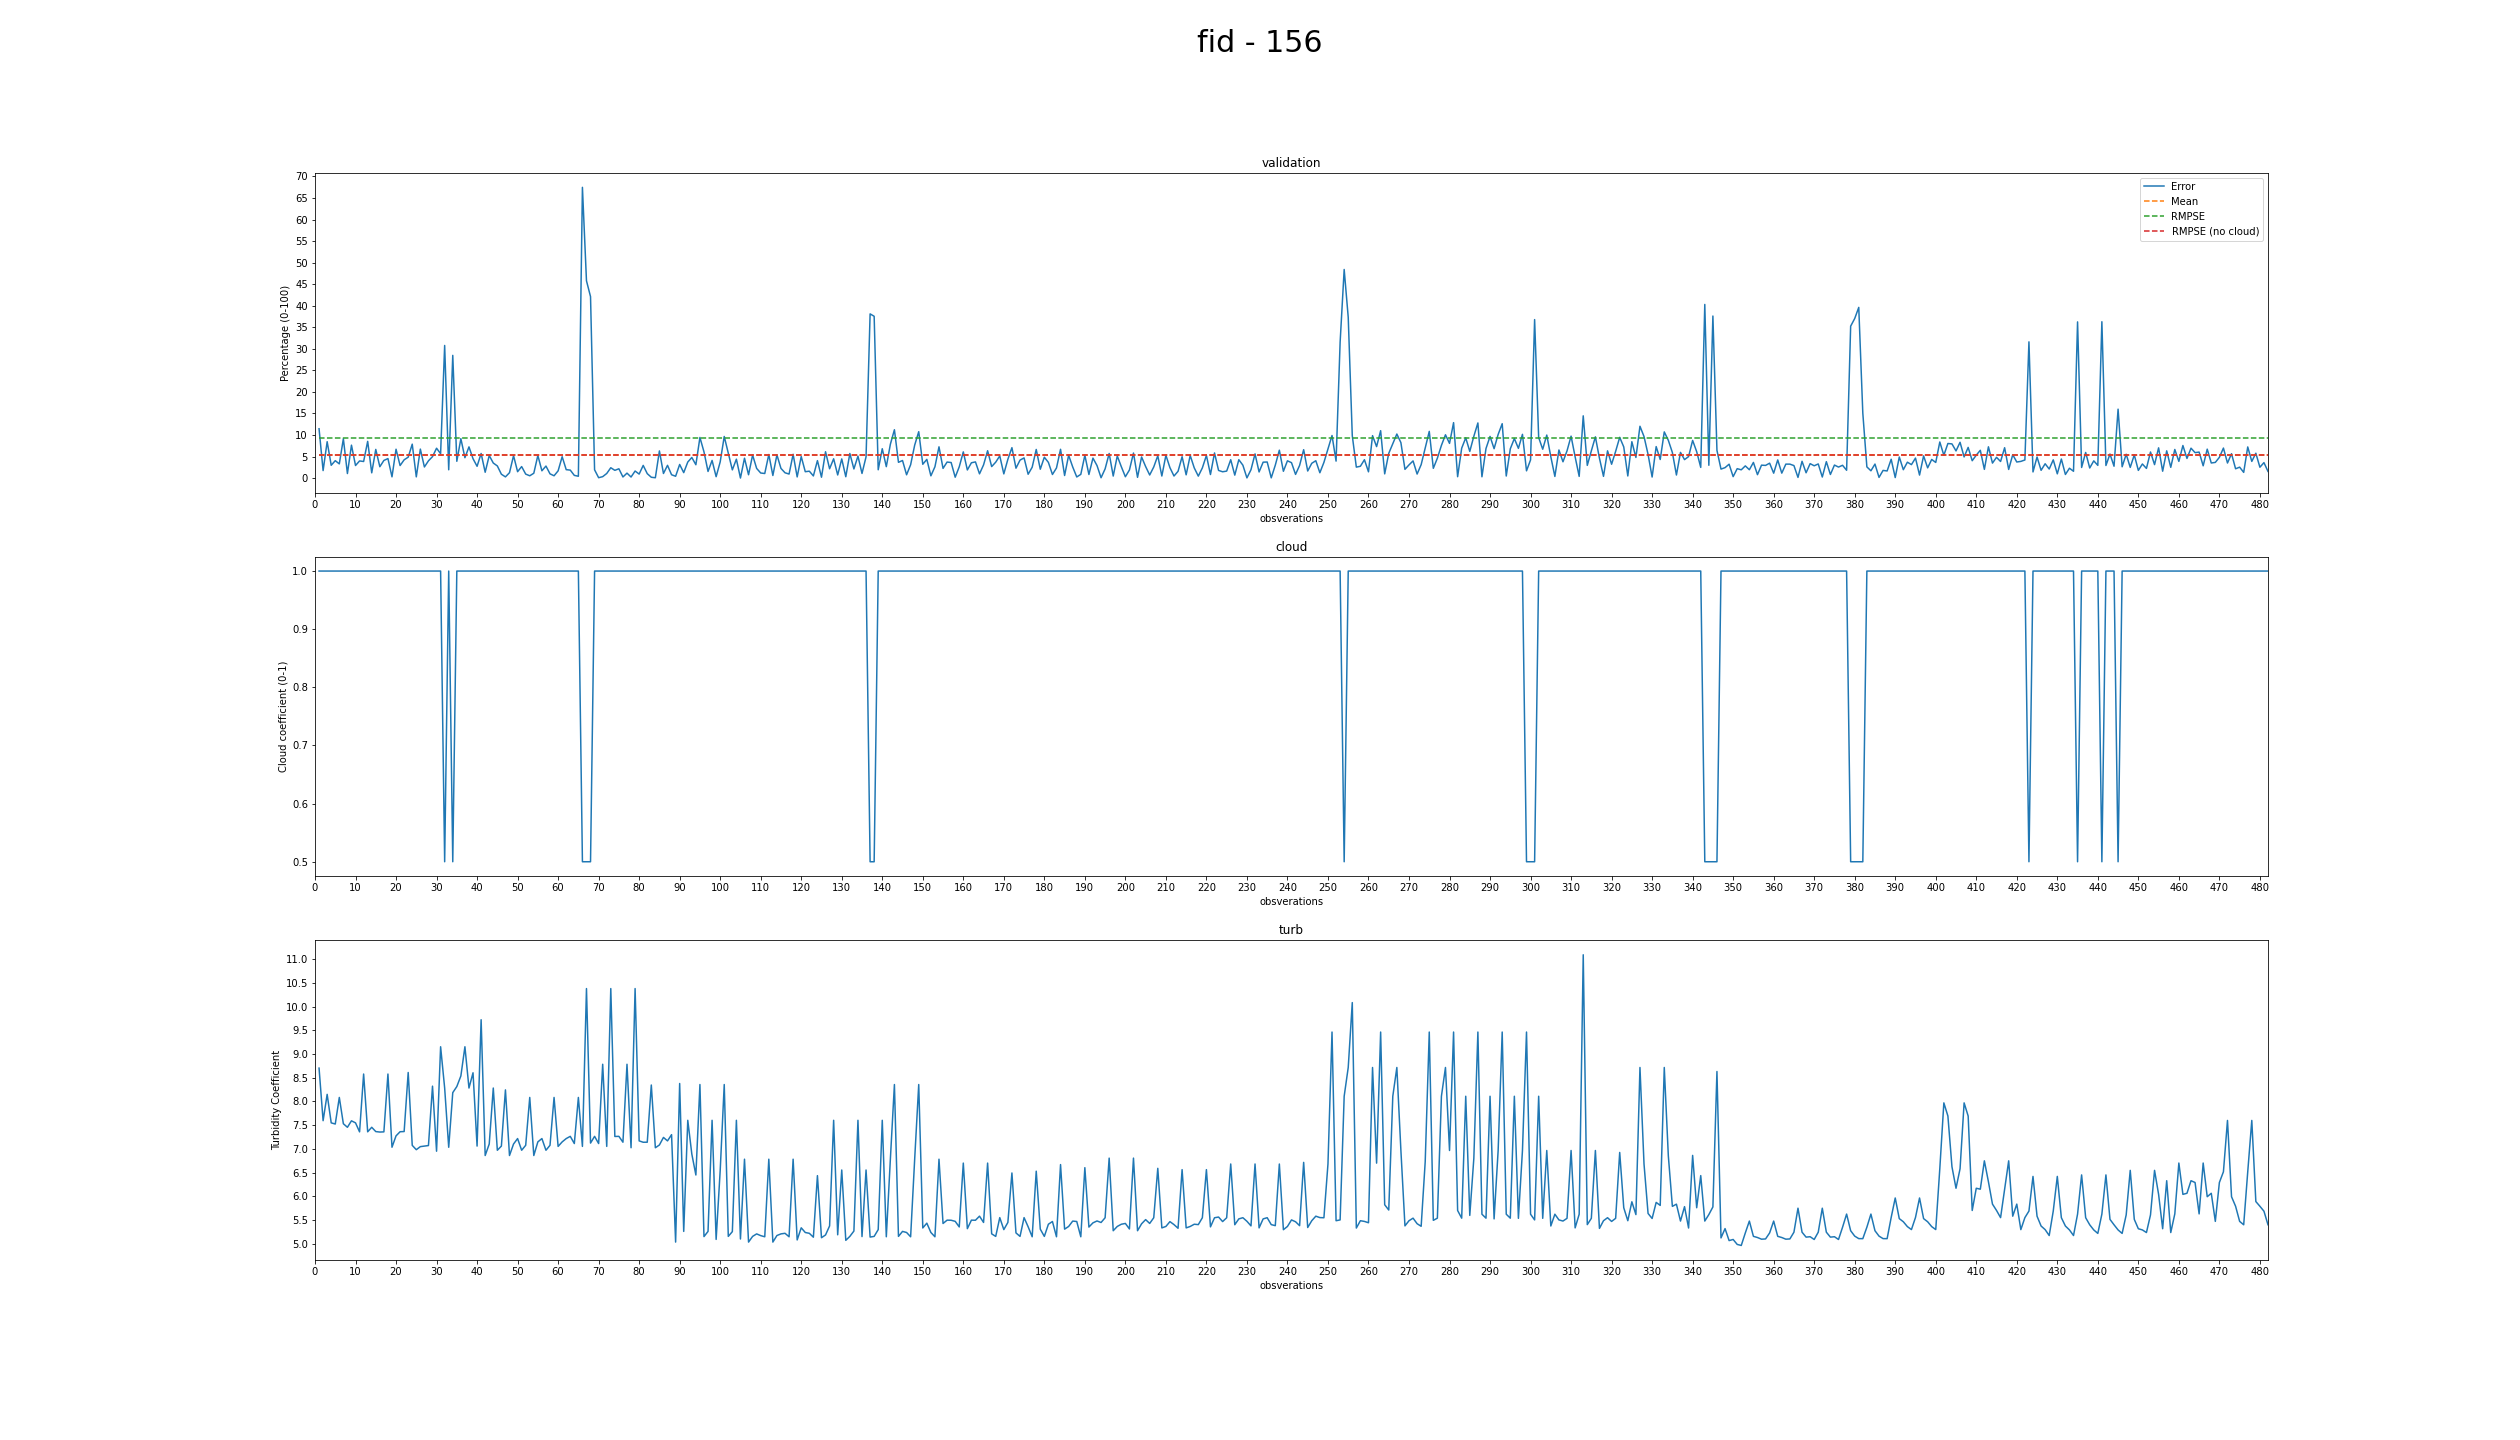 fid - 156
validation
70
65
60
55
50
45
40
35
30
25
20
15
10
5
0
Percentage (0-100)
Error
Mean
RMPSE
RMPSE (no cloud)
0 10 20 30 40 50 60 70 80 90 100 110 120 130 140 150 160 170 180 190 200 210 220 230 240 250 260 270 280 290 300 310 320 330 340 350 360 370 380 390 400 410 420 430 440 450 460 470 480
obsverations
cloud
1.0
0.9
0.8
0.7
0.6
0.5
Cloud coefficient (0-1)
0 10 20 30 40 50 60 70 80 90 100 110 120 130 140 150 160 170 180 190 200 210 220 230 240 250 260 270 280 290 300 310 320 330 340 350 360 370 380 390 400 410 420 430 440 450 460 470 480
obsverations
turb
11.0
10.5
10.0
9.5
9.0
8.5
8.0
7.5
7.0
6.5
6.0
5.5
5.0
Turbidity Coefficient
0 10 20 30 40 50 60 70 80 90 100 110 120 130 140 150 160 170 180 190 200 210 220 230 240 250 260 270 280 290 300 310 320 330 340 350 360 370 380 390 400 410 420 430 440 450 460 470 480
obsverations